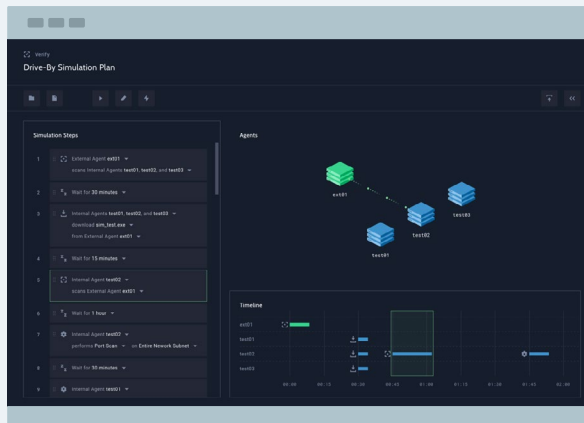 Verify
Drive-By Simulation Plan
Simulation Steps
1 External Agent ext01
scans Internal Agents test01, test02, and test03
2 Wait for 30 minutes
3 Internal Agents test01, test02, and test03
download sim_test.exe
from External Agent ext01
4 Wait for 15 minutes
5 Internal Agent test02
scans External Agent ext01
6 Wait for 1 hour
7 Internal Agent test02
performs Port Scan on Entire Network Subnet
8 Wait for 30 minutes
9 Internal Agent test01
Agents
ext01
test03
test02
test01
Timeline
ext01
test01
test02
test03
00:00 00:15 00:30 00:45 01:00 01:15 01:30 01:45 02:00